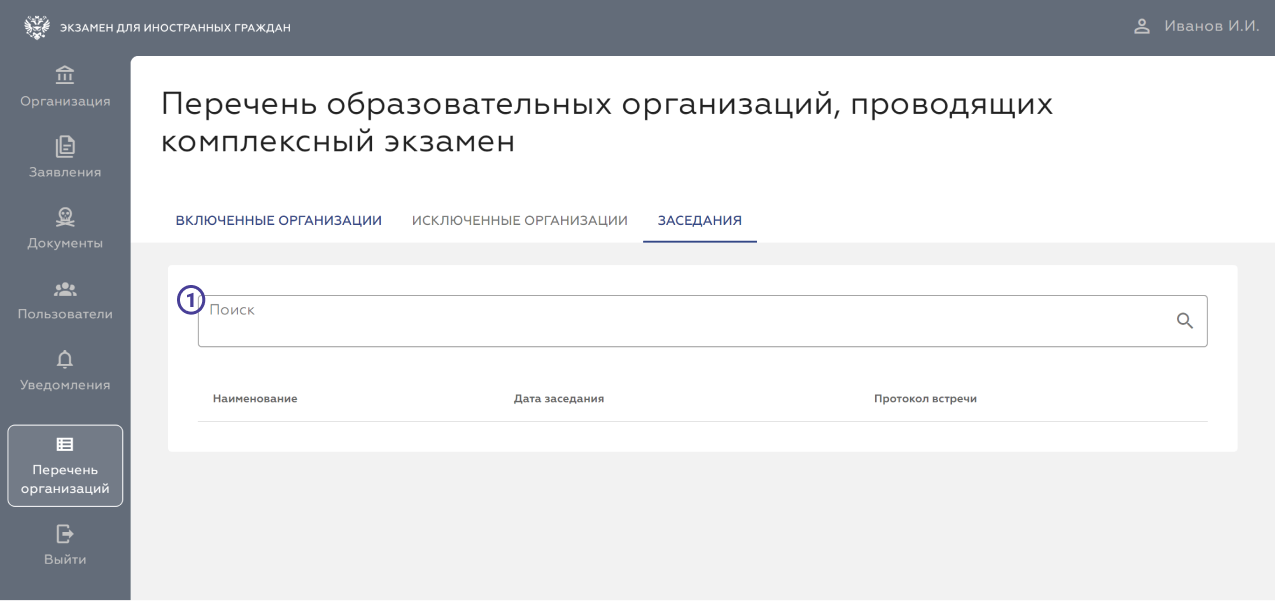 ЭКЗАМЕН ДЛЯ ИНОСТРАННЫХ ГРАЖДАН
Иванов И.И.
Организация
Заявления
Документы
Пользователи
Уведомления
Перечень
организаций
Выйти
Перечень образовательных организаций, проводящих
комплексный экзамен
ВКЛЮЧЕННЫЕ ОРГАНИЗАЦИИ ИСКЛЮЧЕННЫЕ ОРГАНИЗАЦИИ ЗАСЕДАНИЯ
1
Поиск
Наименование Дата заседания Протокол встречи